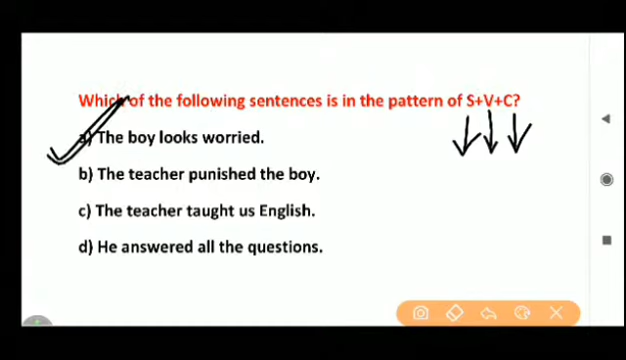 Which of the following sentences is in the pattern of S+V+C?
a) The boy looks worried.
b) The teacher punished the boy.
c) The teacher taught us English.
d) He answered all the questions.